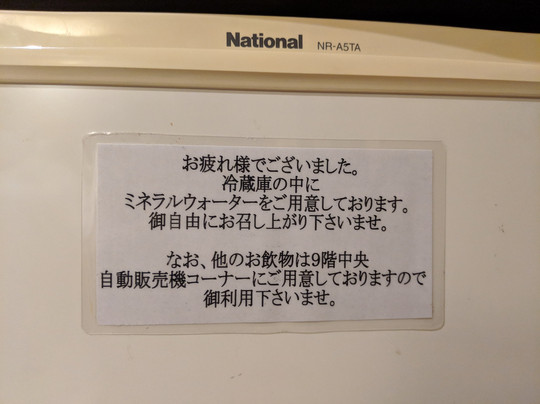 National NR-A5TA
お疲れ様でございました。
冷蔵庫の中に
ミネラルウォーターをご用意しております。
御自由にお召し上がり下さいませ。
なお、他のお飲物は9階中央
自動販売機コーナーにご用意しておりますので
御利用下さいませ。